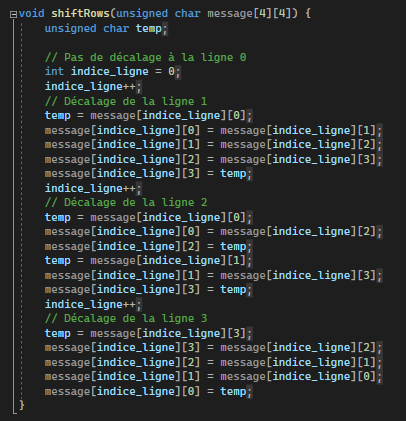 void shiftRows(unsigned char message[4][4]) {
unsigned char temp;
// Pas de décalage à la ligne 0
int indice_ligne = 0;
indice_ligne++;
// Décalage de la ligne 1
temp = message[indice_ligne][0];
message[indice_ligne][0] = message[indice_ligne][1];
message[indice_ligne][1] = message[indice_ligne][2];
message[indice_ligne][2] = message[indice_ligne][3];
message[indice_ligne][3] = temp;
indice_ligne++;
// Décalage de la ligne 2
temp = message[indice_ligne][0];
message[indice_ligne][0] = message[indice_ligne][2];
message[indice_ligne][2] = temp;
temp = message[indice_ligne][1];
message[indice_ligne][1] = message[indice_ligne][3];
message[indice_ligne][3] = temp;
indice_ligne++;
// Décalage de la ligne 3
temp = message[indice_ligne][3];
message[indice_ligne][3] = message[indice_ligne][2];
message[indice_ligne][2] = message[indice_ligne][1];
message[indice_ligne][1] = message[indice_ligne][0];
message[indice_ligne][0] = temp;
}